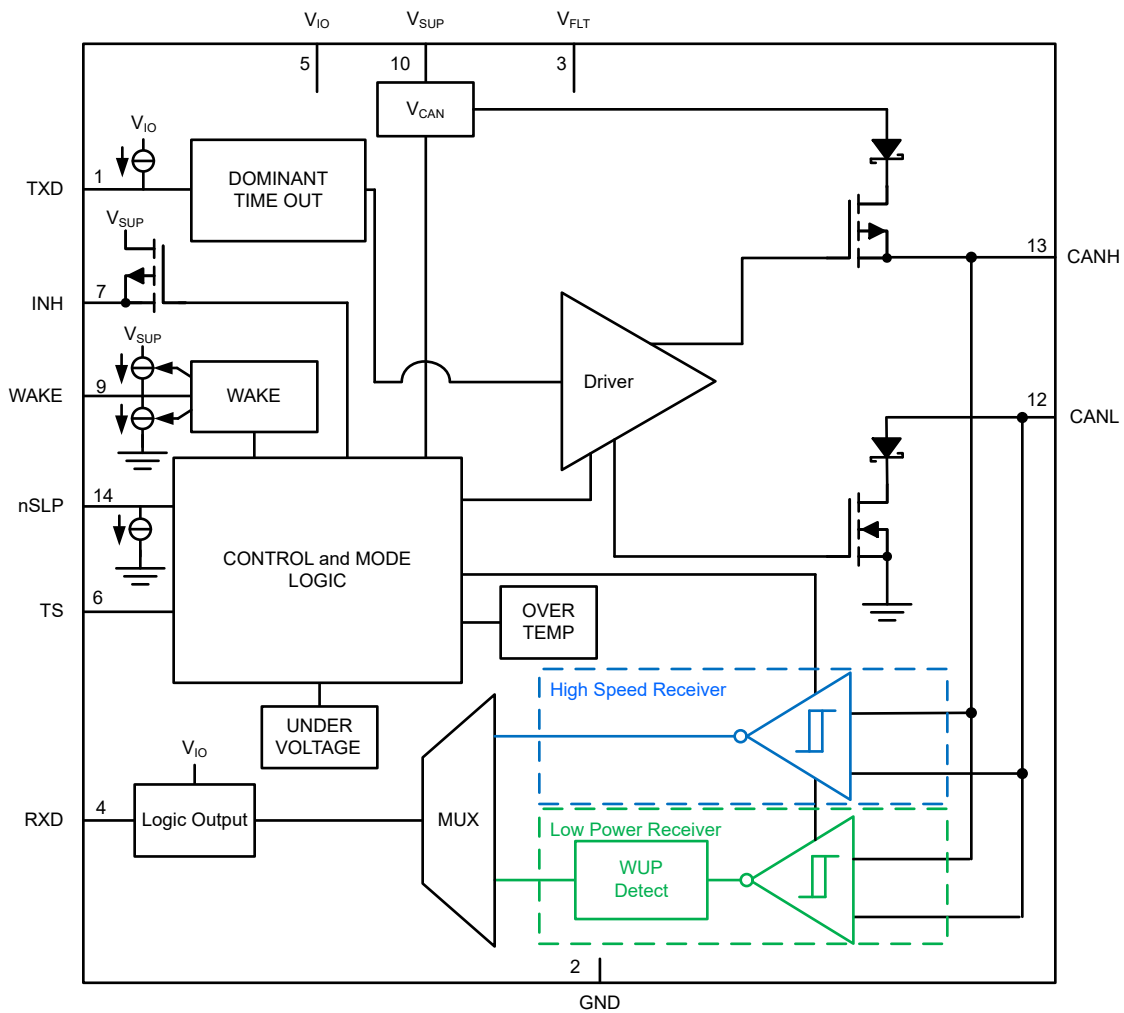 VIO
VSUP
VFLT
5
10
3
VCAN
VIO
TXD
1
DOMINANT
TIME OUT
VSUP
INH
7
13
CANH
VSUP
WAKE
9
WAKE
Driver
12
CANL
nSLP
14
CONTROL and MODE
LOGIC
TS
6
OVER
TEMP
High Speed Receiver
UNDER
VOLTAGE
VIO
RXD
4
Logic Output
MUX
Low Power Receiver
WUP
Detect
2
GND